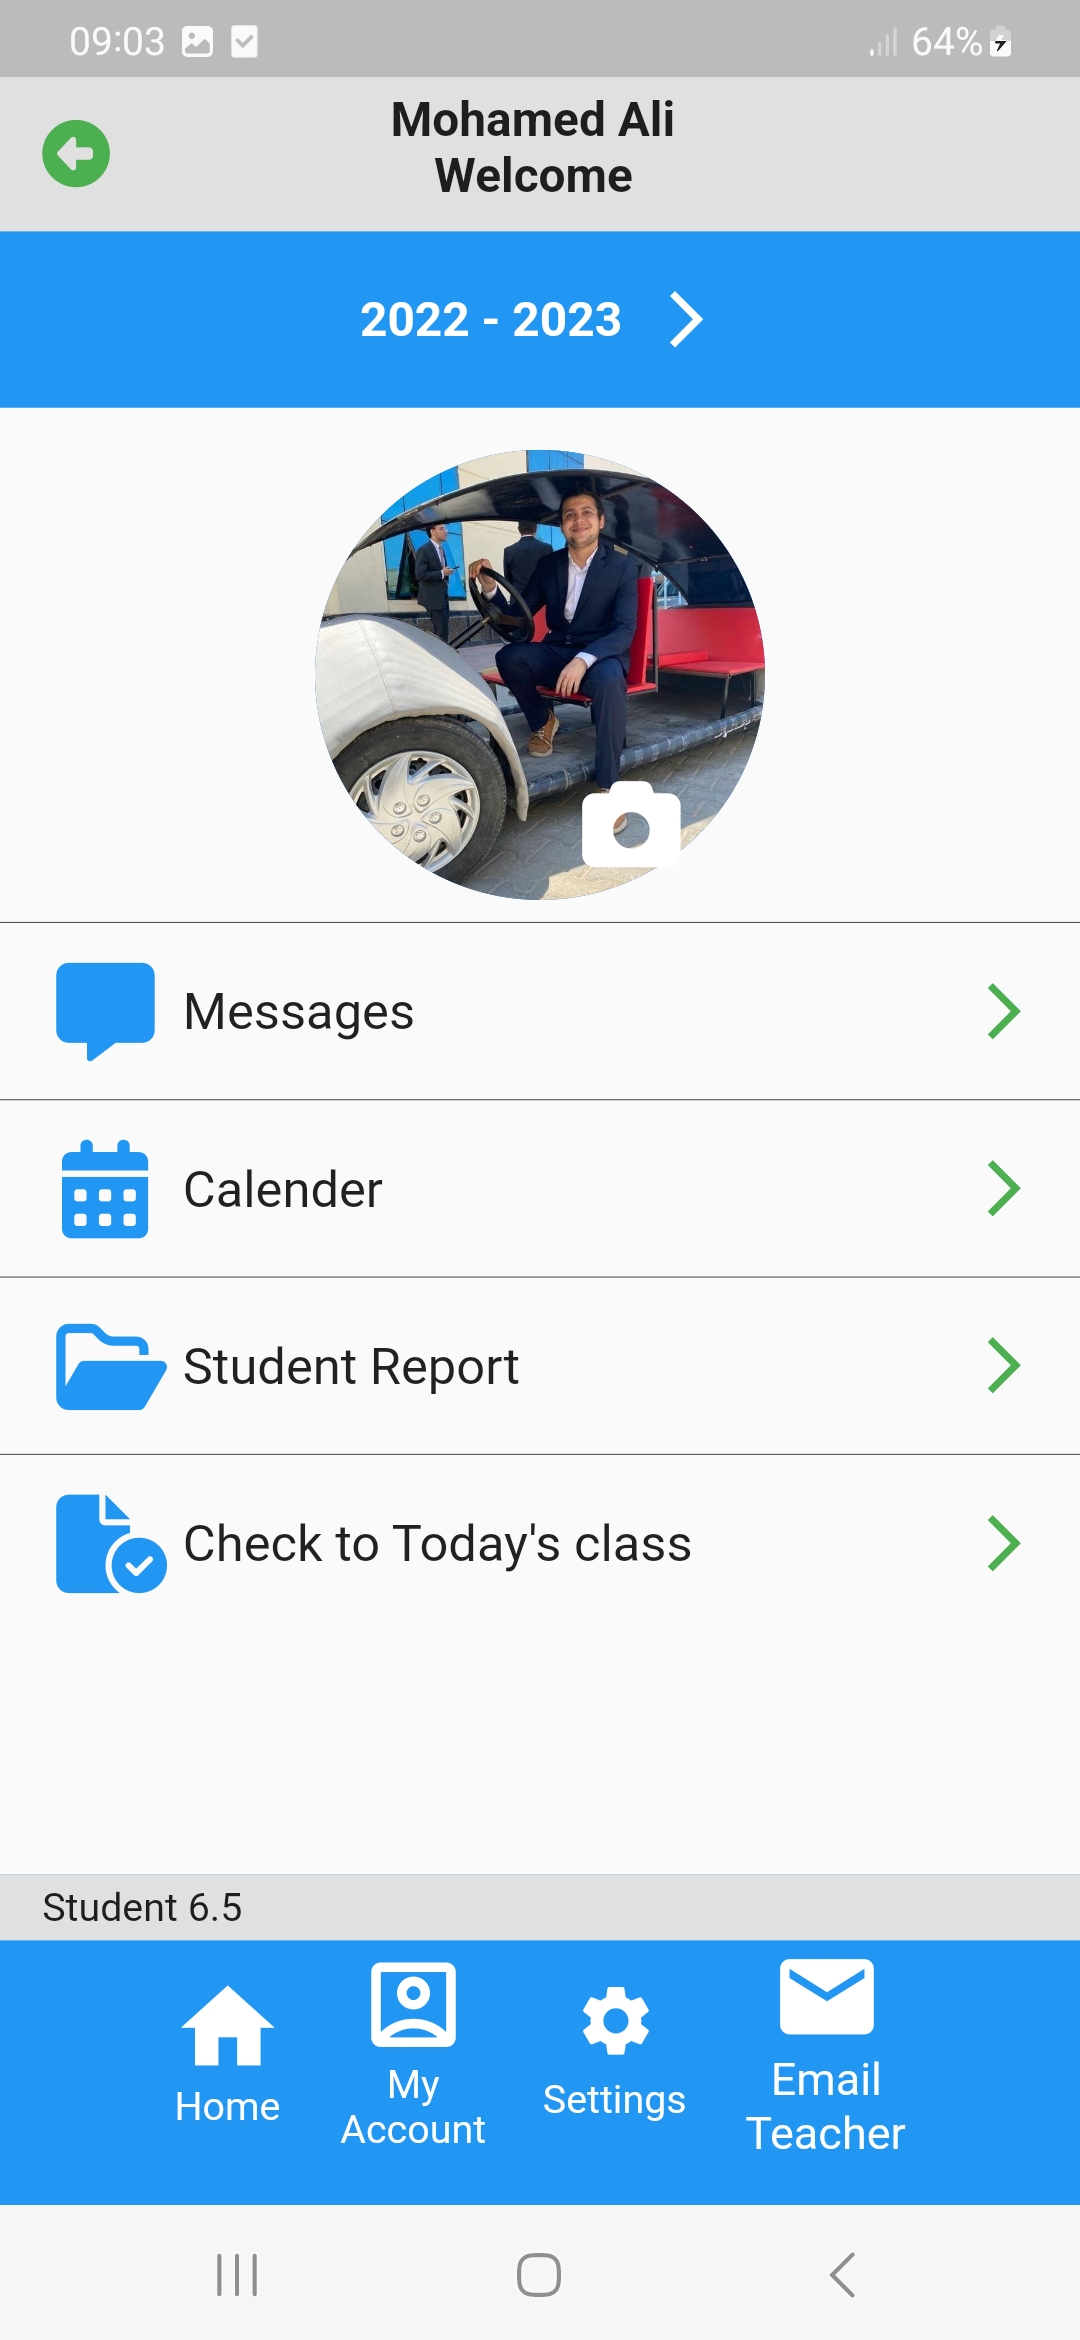 09:03
64%
Mohamed Ali
Welcome
2022 - 2023
Messages
Calender
Student Report
Check to Today's class
Student 6.5
Home
My
Account
Settings
Email
Teacher